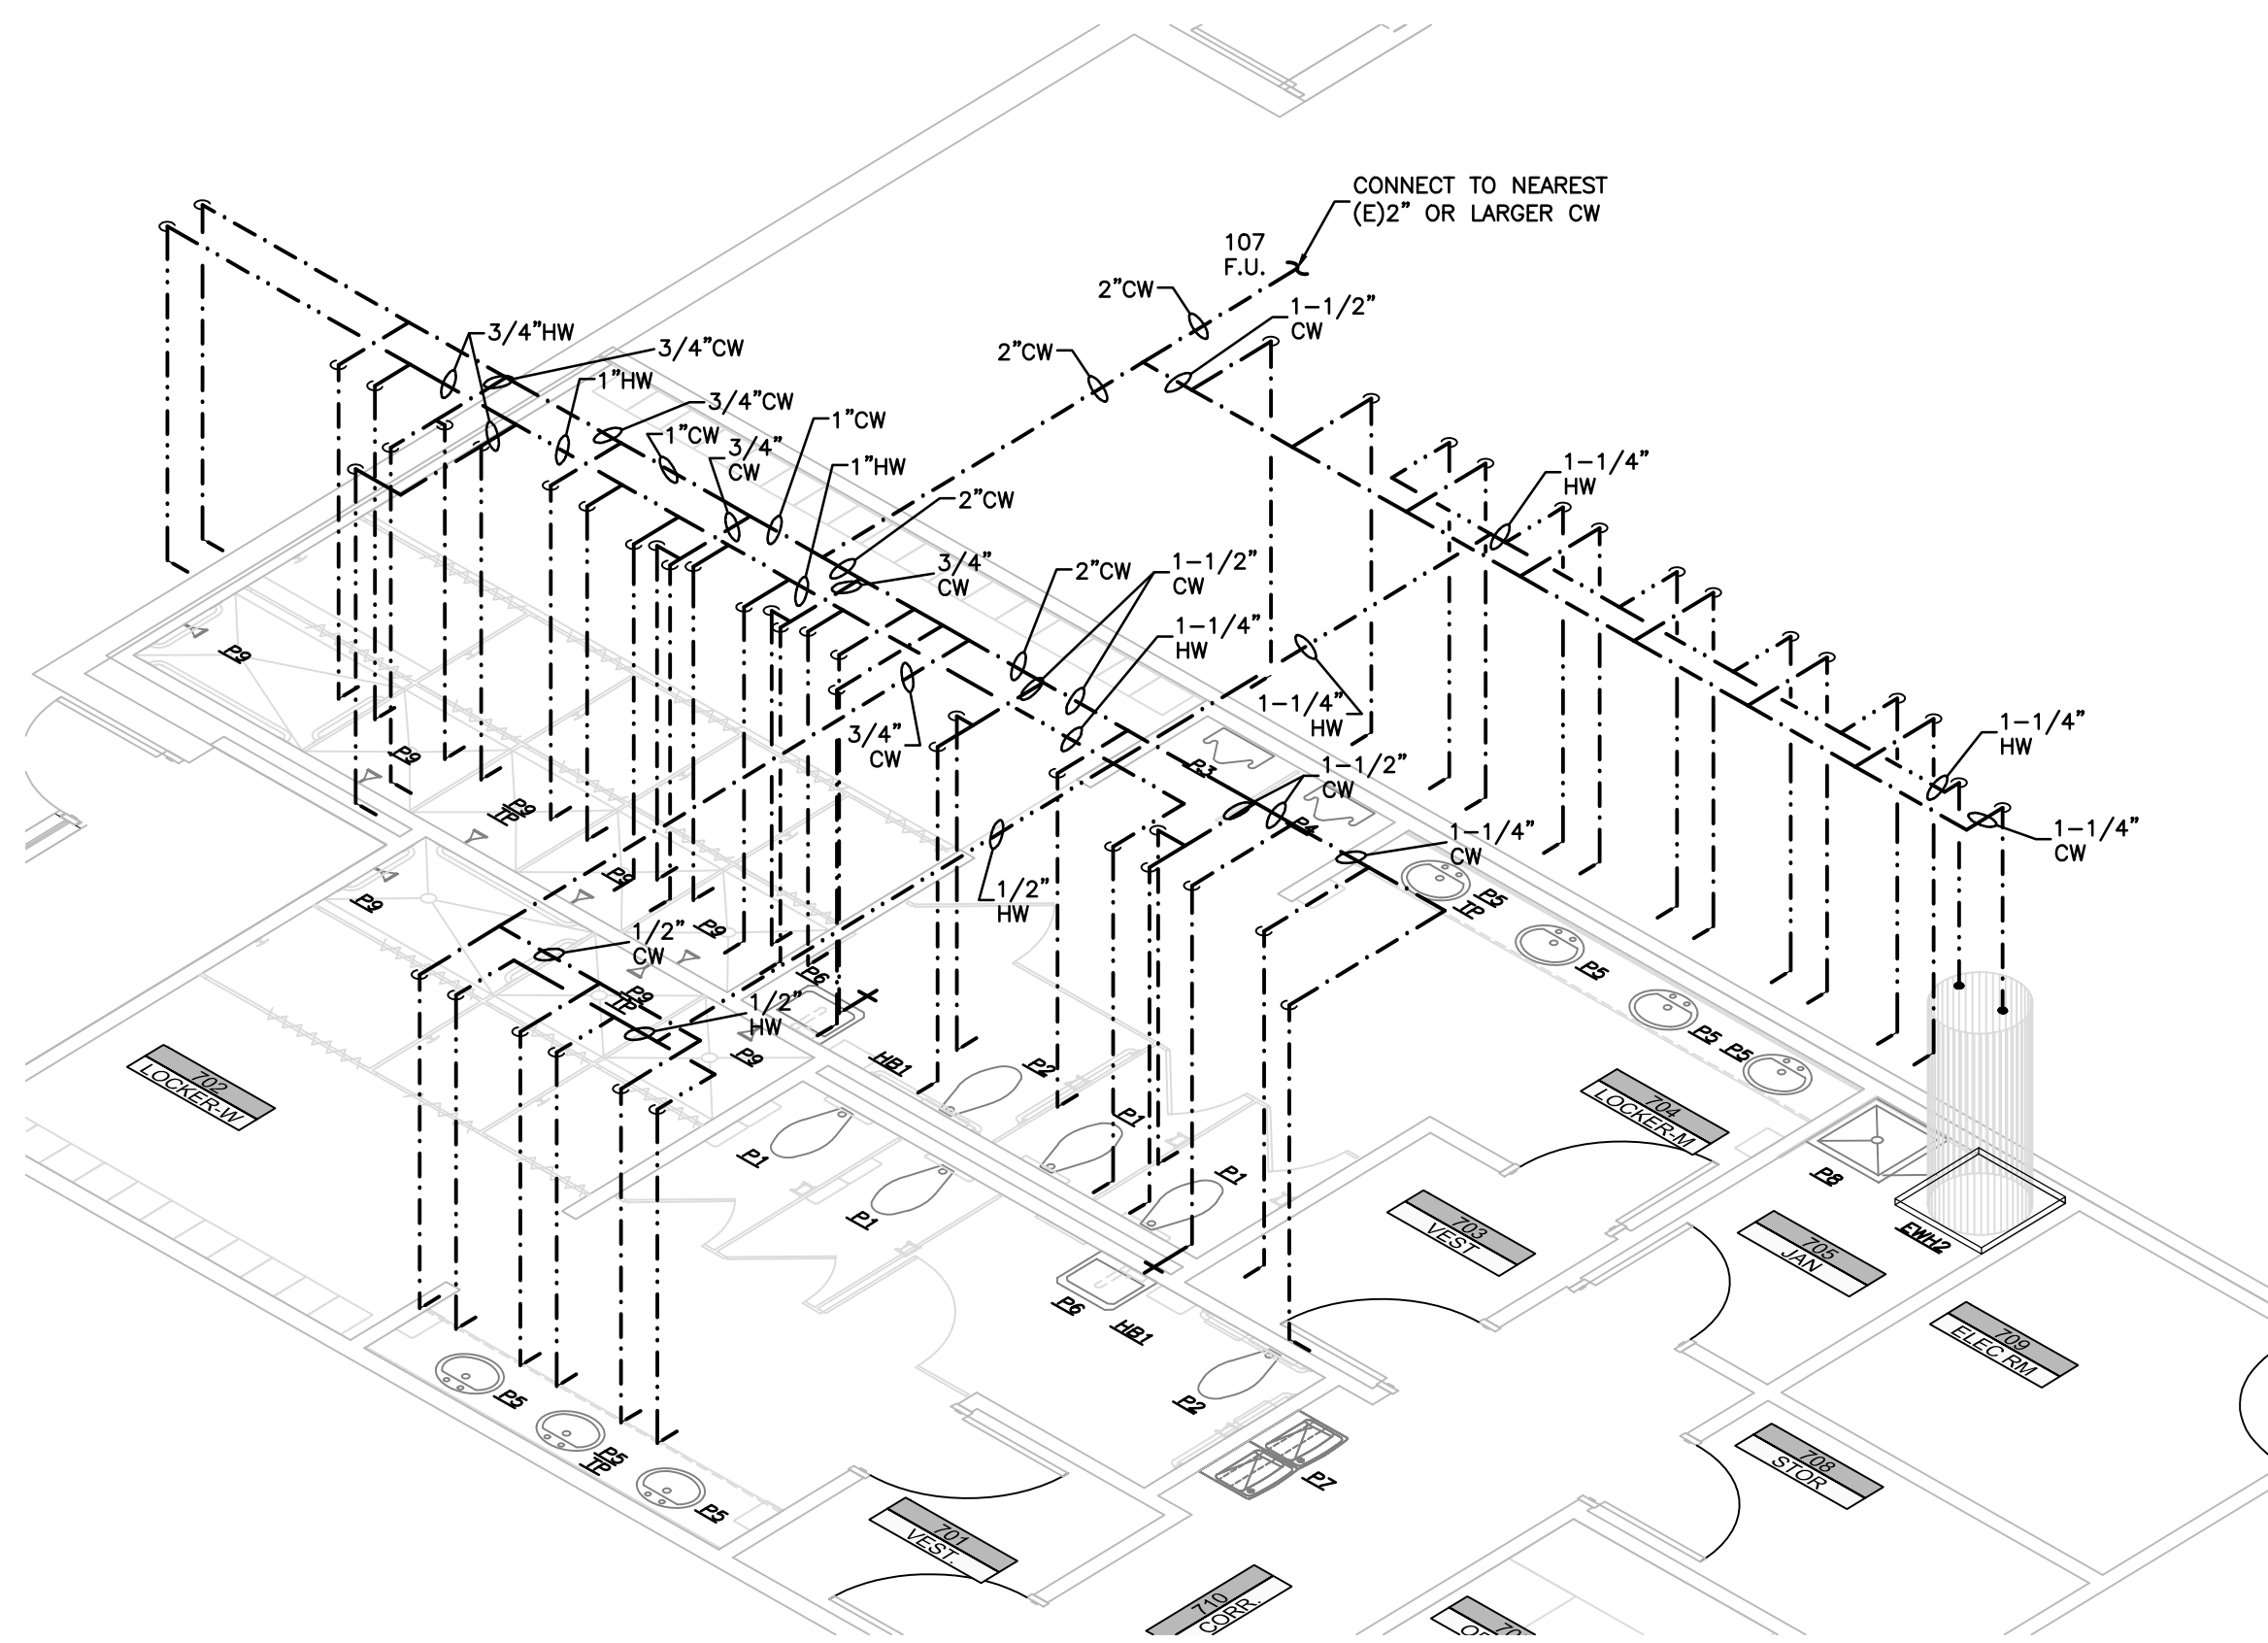 CONNECT TO NEAREST
(E)2" OR LARGER CW
107
F.U.
2"CW
1-1/2"
CW
2"CW
3/4"HW
3/4"CW
1"HW
3/4"CW
1"CW
1"CW
3/4"
CW
1"HW
2"CW
1-1/4"
HW
3/4"
CW
2"CW
1-1/2"
CW
1-1/4"
HW
1-1/4"
HW
3/4"
CW
1-1/4"
HW
1-1/2"
CW
1-1/4"
CW
1-1/4"
CW
1/2"
HW
1/2"
CW
1/2"
HW
P9
P9
P9
TP
P9
P9
P9
P9
TP
P9
P3
P4
P5
TP
P5
P5
P5
P6
HB1
P2
P1
P1
P1
P1
P8
EWH2
P6
HB1
P2
P7
P5
P5
TP
P5
702
LOCKER-W
704
LOCKER-M
703
VEST
705
JAN
709
ELEC RM
708
STOR
701
VEST.
710
CORR.